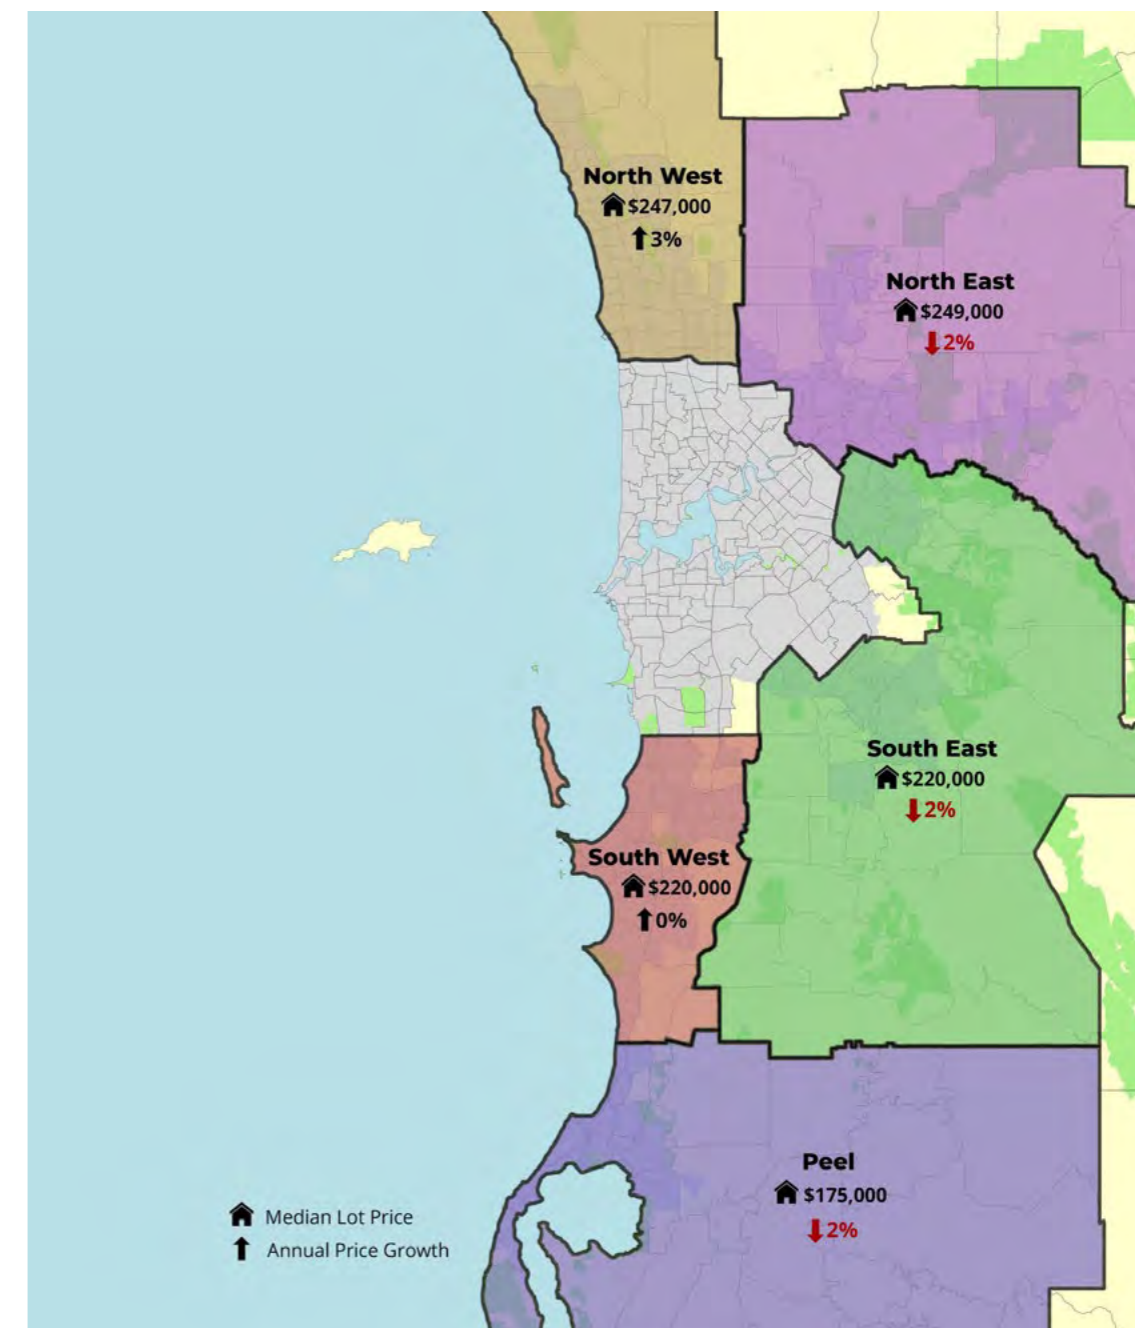 North West
$247,000
3%
North East
$249,000
2%
South East
$220,000
2%
South West
$220,000
0%
Peel
$175,000
2%
Median Lot Price
Annual Price Growth